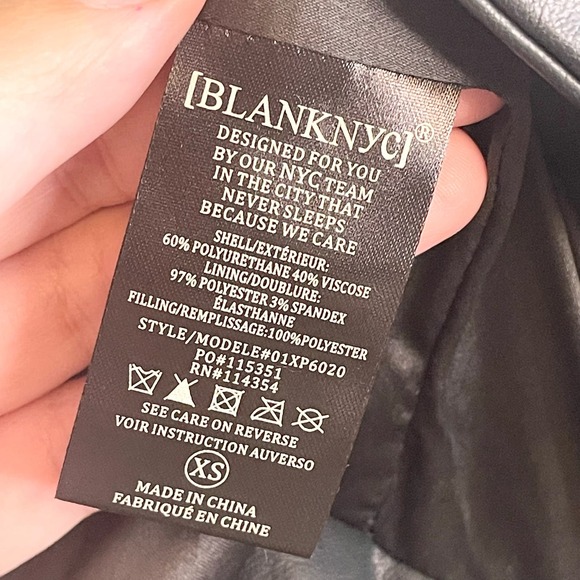 [BLANKNYC]®
DESIGNED FOR YOU
BY OUR NYC TEAM
IN THE CITY THAT
NEVER SLEEPS
BECAUSE WE CARE
SHELL/EXTÉRIEUR:
60% POLYURETHANE 40% VISCOSE
LINING/DOUBLURE:
97% POLYESTER 3% SPANDEX
ÉLASTHANNE
FILLING/REMPLISSAGE:100%POLYESTER
STYLE/MODELE#01XP6020
PO#115351
RN#114354
SEE CARE ON REVERSE
VOIR INSTRUCTION AUVERSO
XS
MADE IN CHINA
FABRIQUÉ EN CHINE